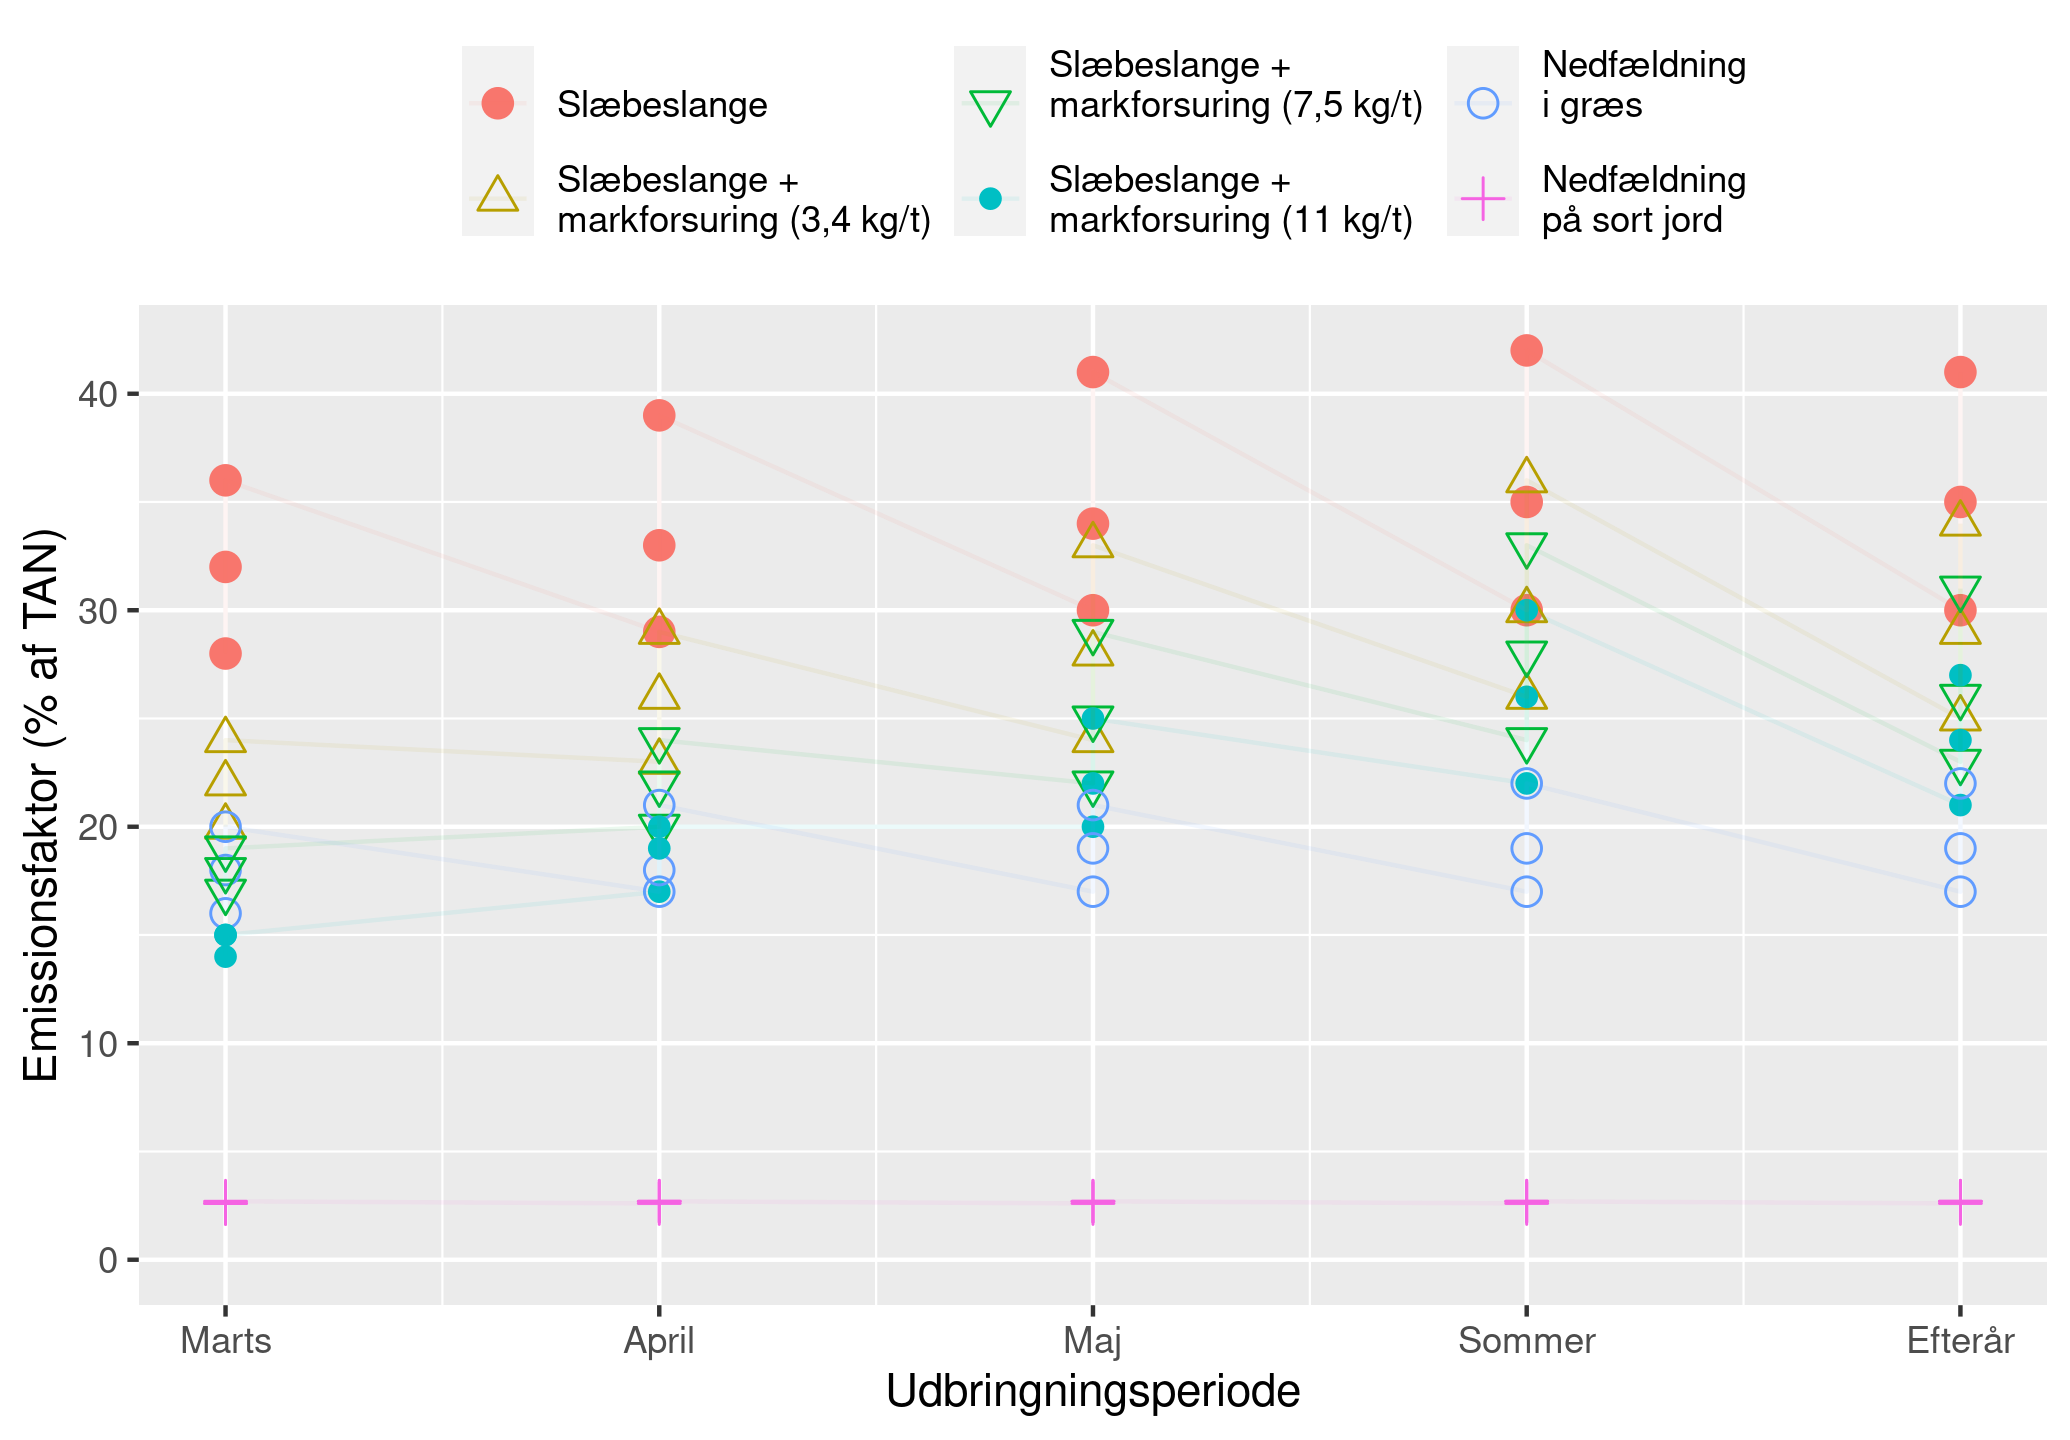 Slæbeslange
Slæbeslange +
markforsuring (3,4 kg/t)
Slæbeslange +
markforsuring (7,5 kg/t)
Slæbeslange +
markforsuring (11 kg/t)
Nedfældning
i græs
Nedfældning
på sort jord
Emissionsfaktor (% af TAN)
40
30
20
10
0
Marts
April
Maj
Sommer
Efterår
Udbringningsperiode